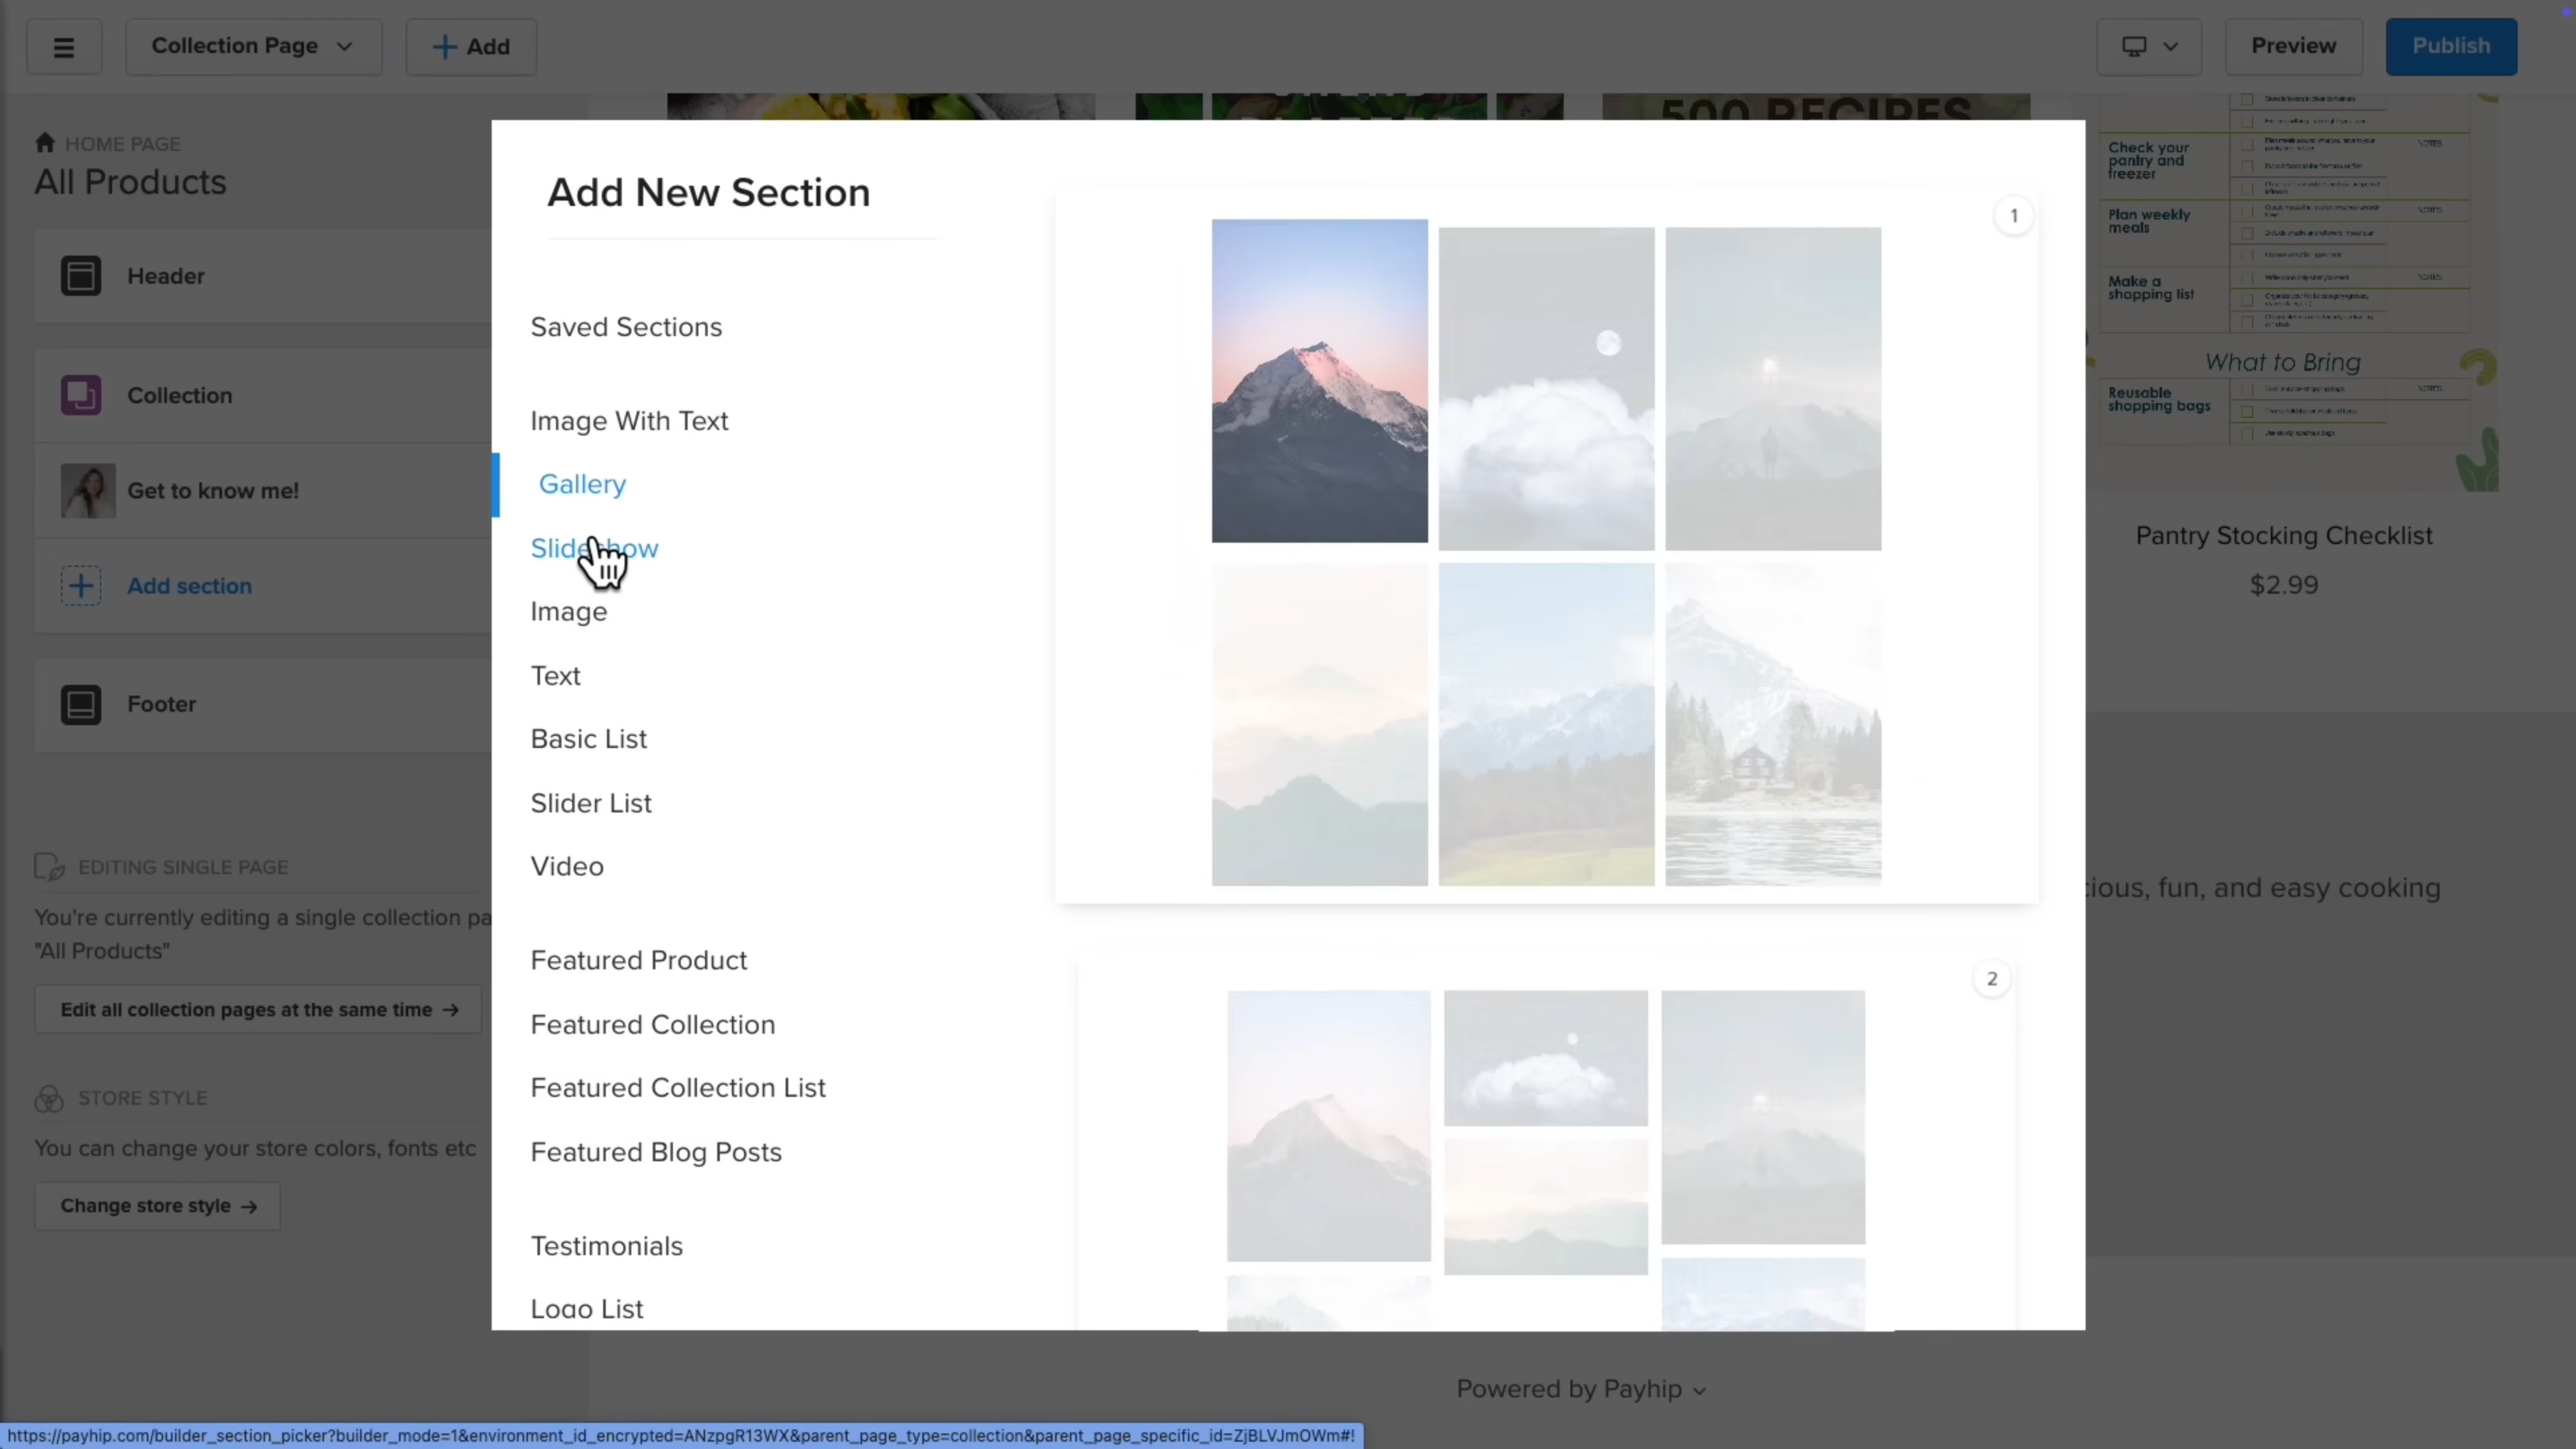 Collection Page
Add
Preview
Publish
HOME PAGE
All Products
Header
Collection
Get to know me!
Add section
Footer
EDITING SINGLE PAGE
You're currently editing a single collection pa
"All Products"
Edit all collection pages at the same time →
STORE STYLE
You can change your store colors, fonts etc
Change store style →
Add New Section
Saved Sections
Image With Text
Gallery
Slideshow
Image
Text
Basic List
Slider List
Video
Featured Product
Featured Collection
Featured Collection List
Featured Blog Posts
Testimonials
Logo List
1
2
500 RECIPES
Check your
pantry and
freezer
NOTES
Plan weekly
meals
NOTES
Make a
shopping list
NOTES
What to Bring
Reusable
shopping bags
NOTES
Pantry Stocking Checklist
$2.99
cious, fun, and easy cooking
Powered by Payhip
https://payhip.com/builder_section_picker?builder_mode=1&environment_id_encrypted=ANzpgR13WX&parent_page_type=collection&parent_page_specific_id=ZjBLVJmOWm#!